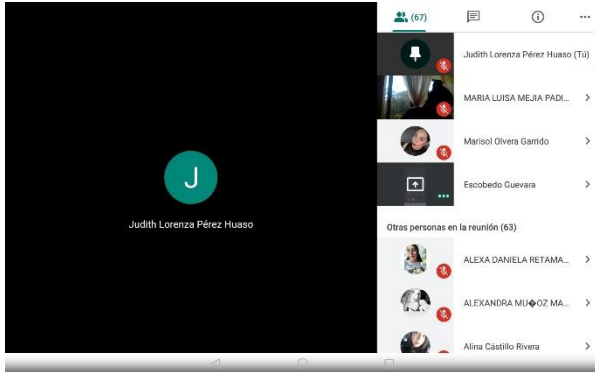 J
Judith Lorenza Pérez Huaso
(67)
Judith Lorenza Pérez Huaso (Tú)
MARIA LUISA MEJIA PADI...
Marisol Olvera Garrido
Escobedo Guevara
Otras personas en la reunión (63)
ALEXA DANIELA RETAMA...
ALEXANDRA MU�OZ MA...
Alina Cástillo Rivera